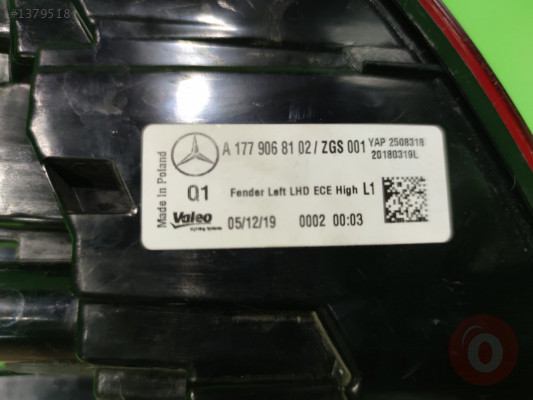 #1379518
A 177 906 81 02 / ZGS 001 YAP 2508318
20180319L
Made in Poland
Q1 Fender Left LHD ECE High L1
Valeo 05/12/19 0002 00:03